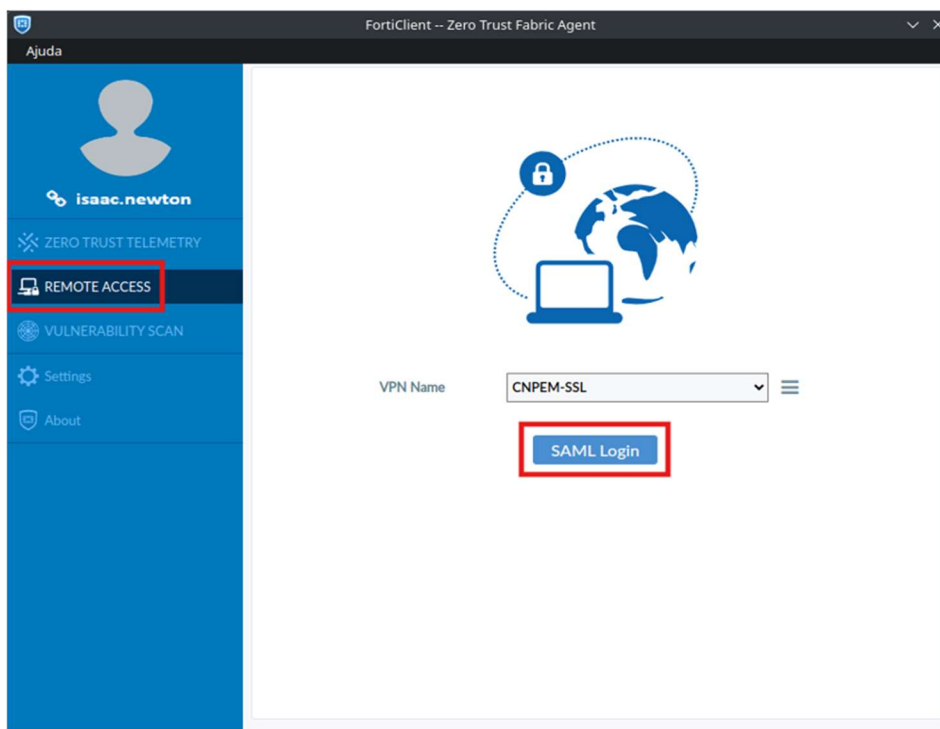 FortiClient -- Zero Trust Fabric Agent
Ajuda
isaac.newton
ZERO TRUST TELEMETRY
REMOTE ACCESS
VULNERABILITY SCAN
Settings
About
VPN Name
CNPEM-SSL
SAML Login